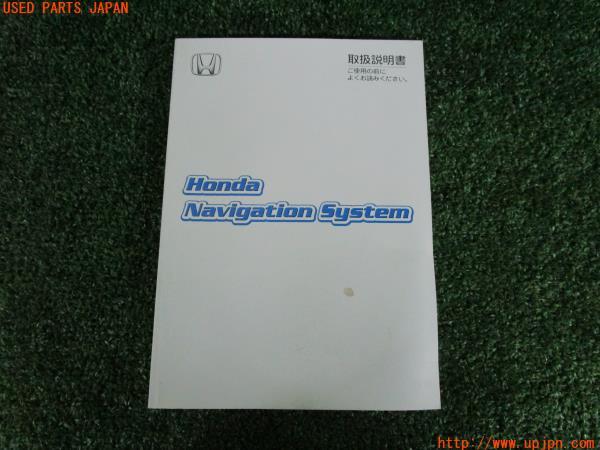 USED PARTS JAPAN
取扱説明書
ご使用の前に
よくお読みください。
Honda
Navigation System
http://www.upjpn.com